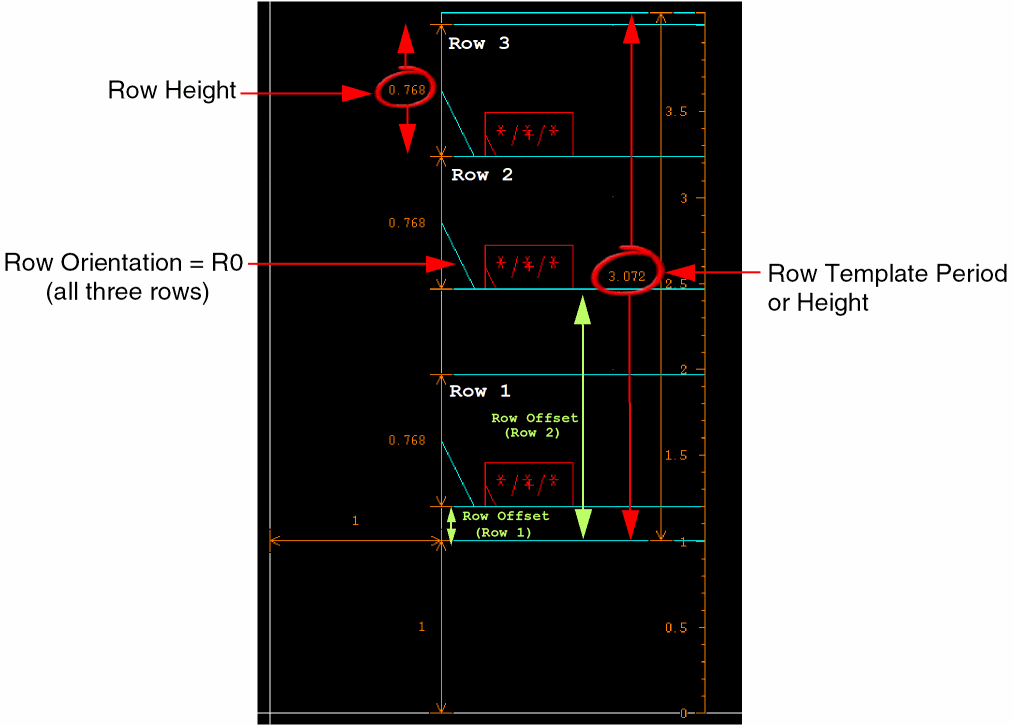 Row 3
Row Height
0.768
3.5
*/*/*
Row 2
3
0.768
Row Orientation = R0
(all three rows)
*/*/*
3.072
2.5
Row Template Period
or Height
2
Row 1
Row Offset
(Row 2)
0.768
1.5
*/*/*
Row Offset
(Row 1)
1
1
1
0.5
0